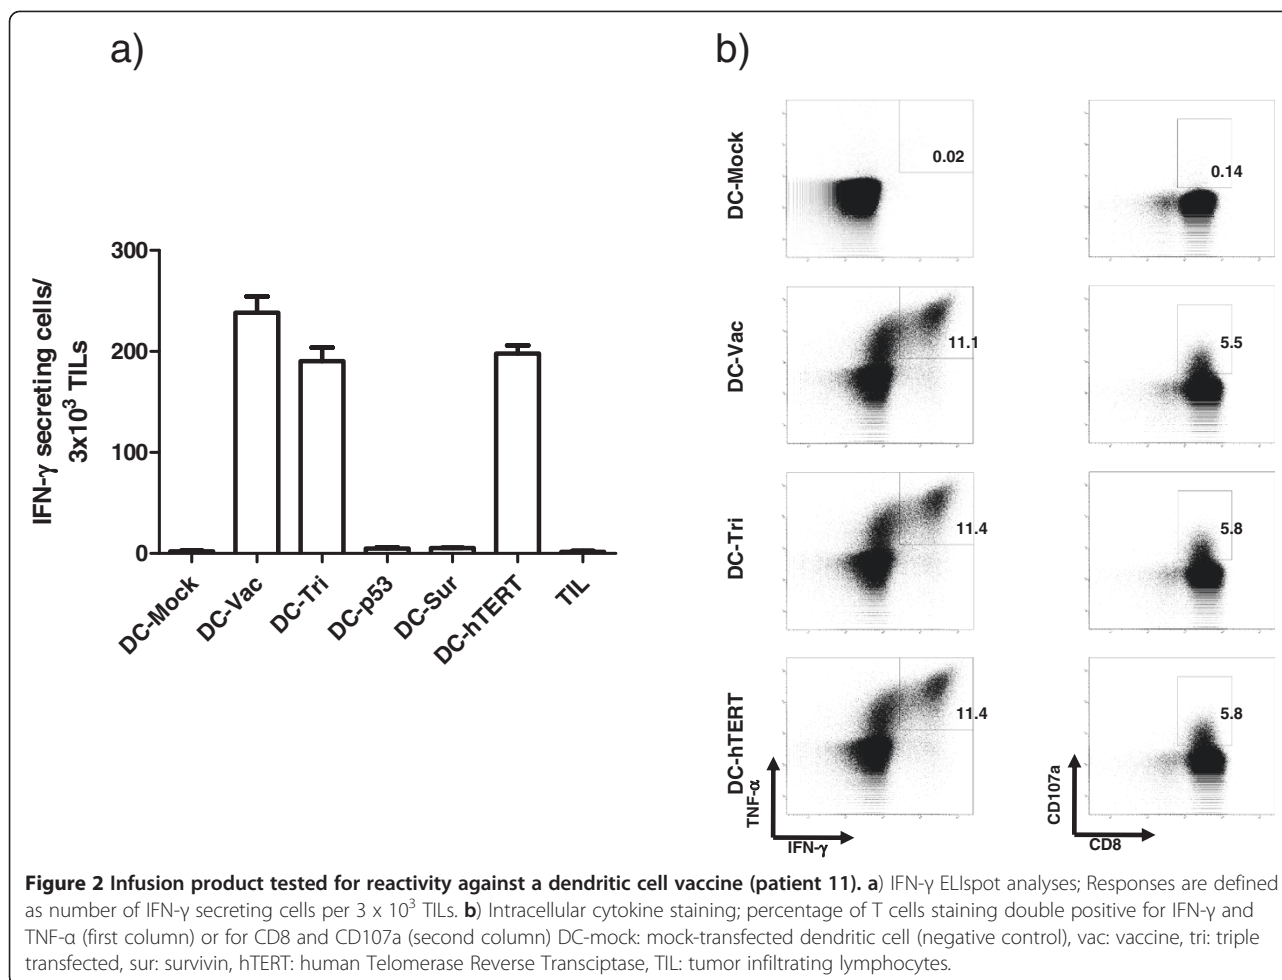 a)
IFN-γ secreting cells/
3x10³ TILs
300
200
100
0
DC-Mock
DC-Vac
DC-Tri
DC-p53
DC-Sur
DC-hTERT
TIL
b)
DC-Mock
0.02
0.14
DC-Vac
11.1
5.5
DC-Tri
11.4
5.8
DC-hTERT
11.4
5.8
TNF-α
IFN-γ
CD107a
CD8
Figure 2 Infusion product tested for reactivity against a dendritic cell vaccine (patient 11). a) IFN-γ ELIspot analyses; Responses are defined
as number of IFN-γ secreting cells per 3 x 10³ TILs. b) Intracellular cytokine staining; percentage of T cells staining double positive for IFN-γ and
TNF-α (first column) or for CD8 and CD107a (second column) DC-mock: mock-transfected dendritic cell (negative control), vac: vaccine, tri: triple
transfected, sur: survivin, hTERT: human Telomerase Reverse Transciptase, TIL: tumor infiltrating lymphocytes.